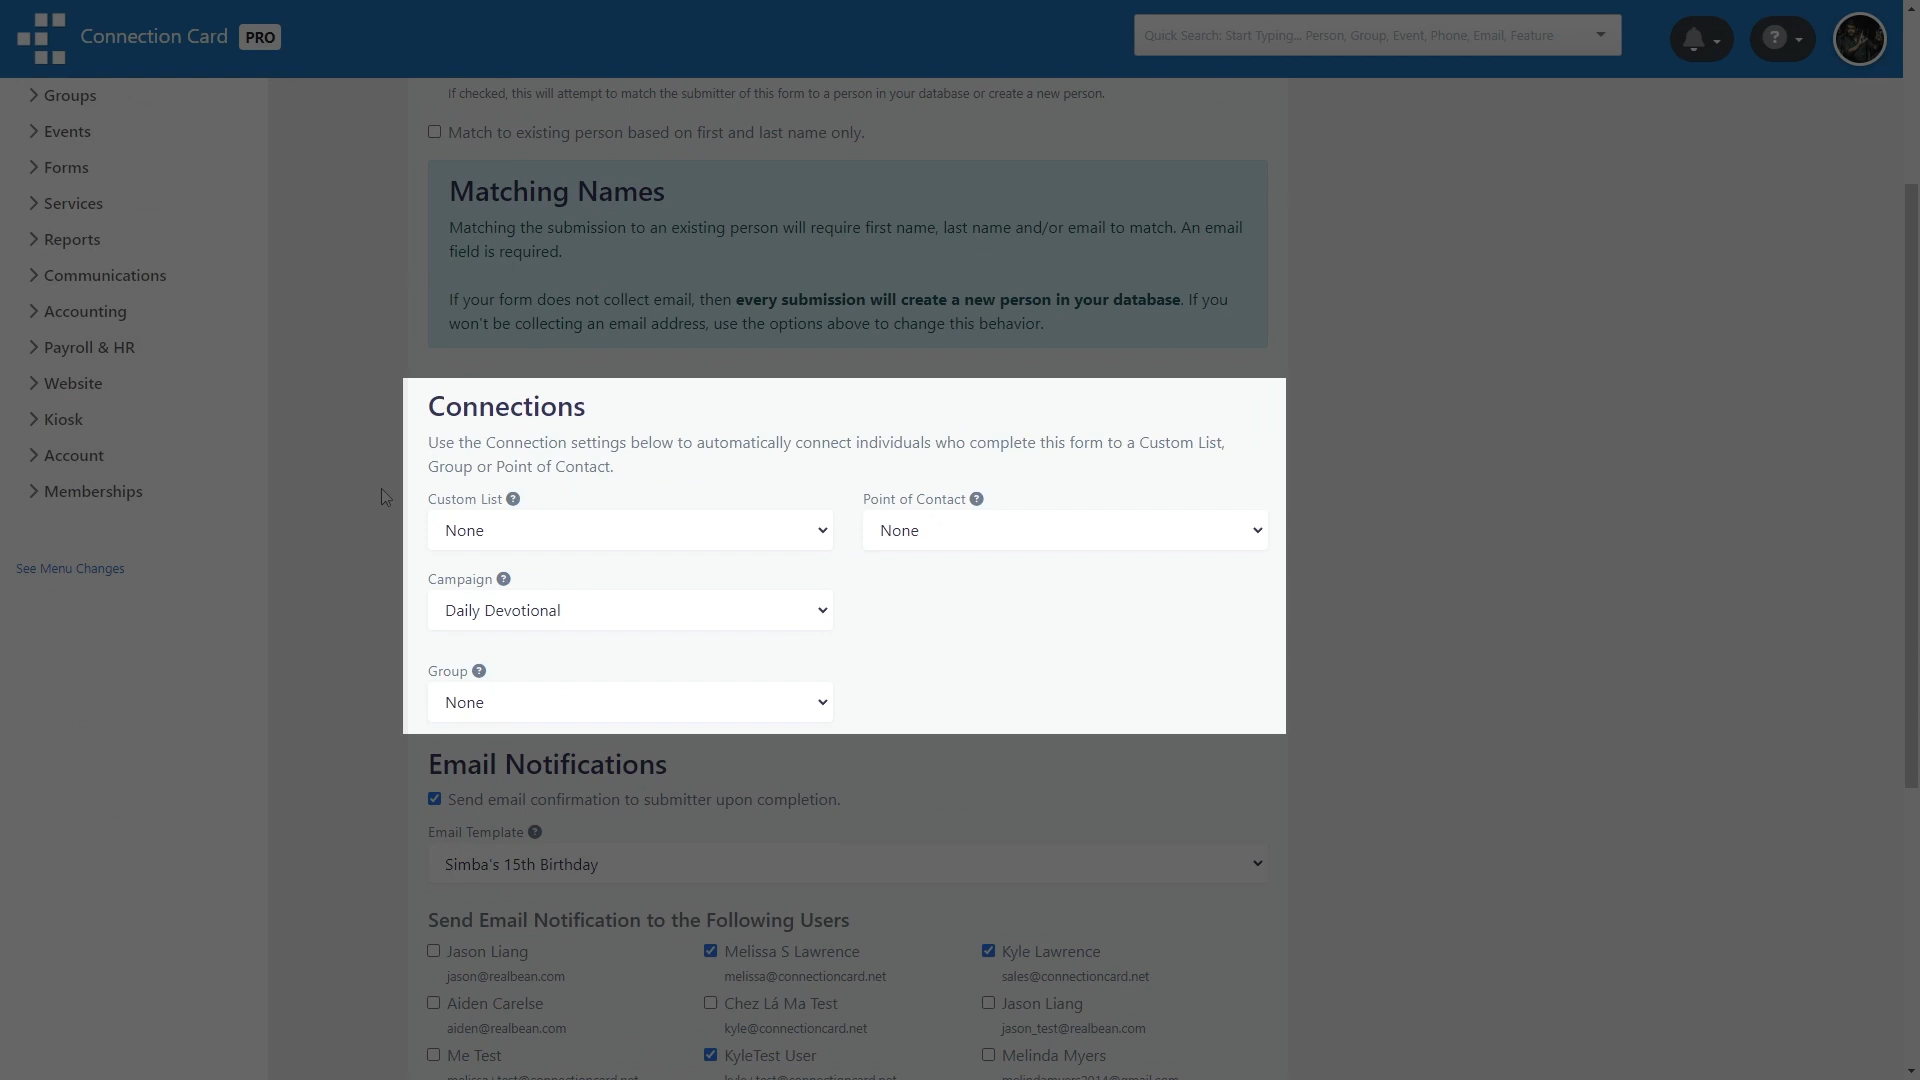 Connection Card PRO
Quick Search: Start Typing... Person, Group, Event, Phone, Email, Feature
Groups
Events
Forms
Services
Reports
Communications
Accounting
Payroll & HR
Website
Kiosk
Account
Memberships
See Menu Changes
If checked, this will attempt to match the submitter of this form to a person in your database or create a new person.
Match to existing person based on first and last name only.
Matching Names
Matching the submission to an existing person will require first name, last name and/or email to match. An email
field is required.
If your form does not collect email, then every submission will create a new person in your database. If you
won't be collecting an email address, use the options above to change this behavior.
Connections
Use the Connection settings below to automatically connect individuals who complete this form to a Custom List,
Group or Point of Contact.
Custom List ?
Point of Contact ?
None
None
Campaign ?
Daily Devotional
Group ?
None
Email Notifications
Send email confirmation to submitter upon completion.
Email Template ?
Simba's 15th Birthday
Send Email Notification to the Following Users
Jason Liang
Melissa S Lawrence
Kyle Lawrence
jason@realbean.com
melissa@connectioncard.net
sales@connectioncard.net
Aiden Carelse
Chez Lá Ma Test
Jason Liang
aiden@realbean.com
kyle@connectioncard.net
jason_test@realbean.com
Me Test
KyleTest User
Melinda Myers